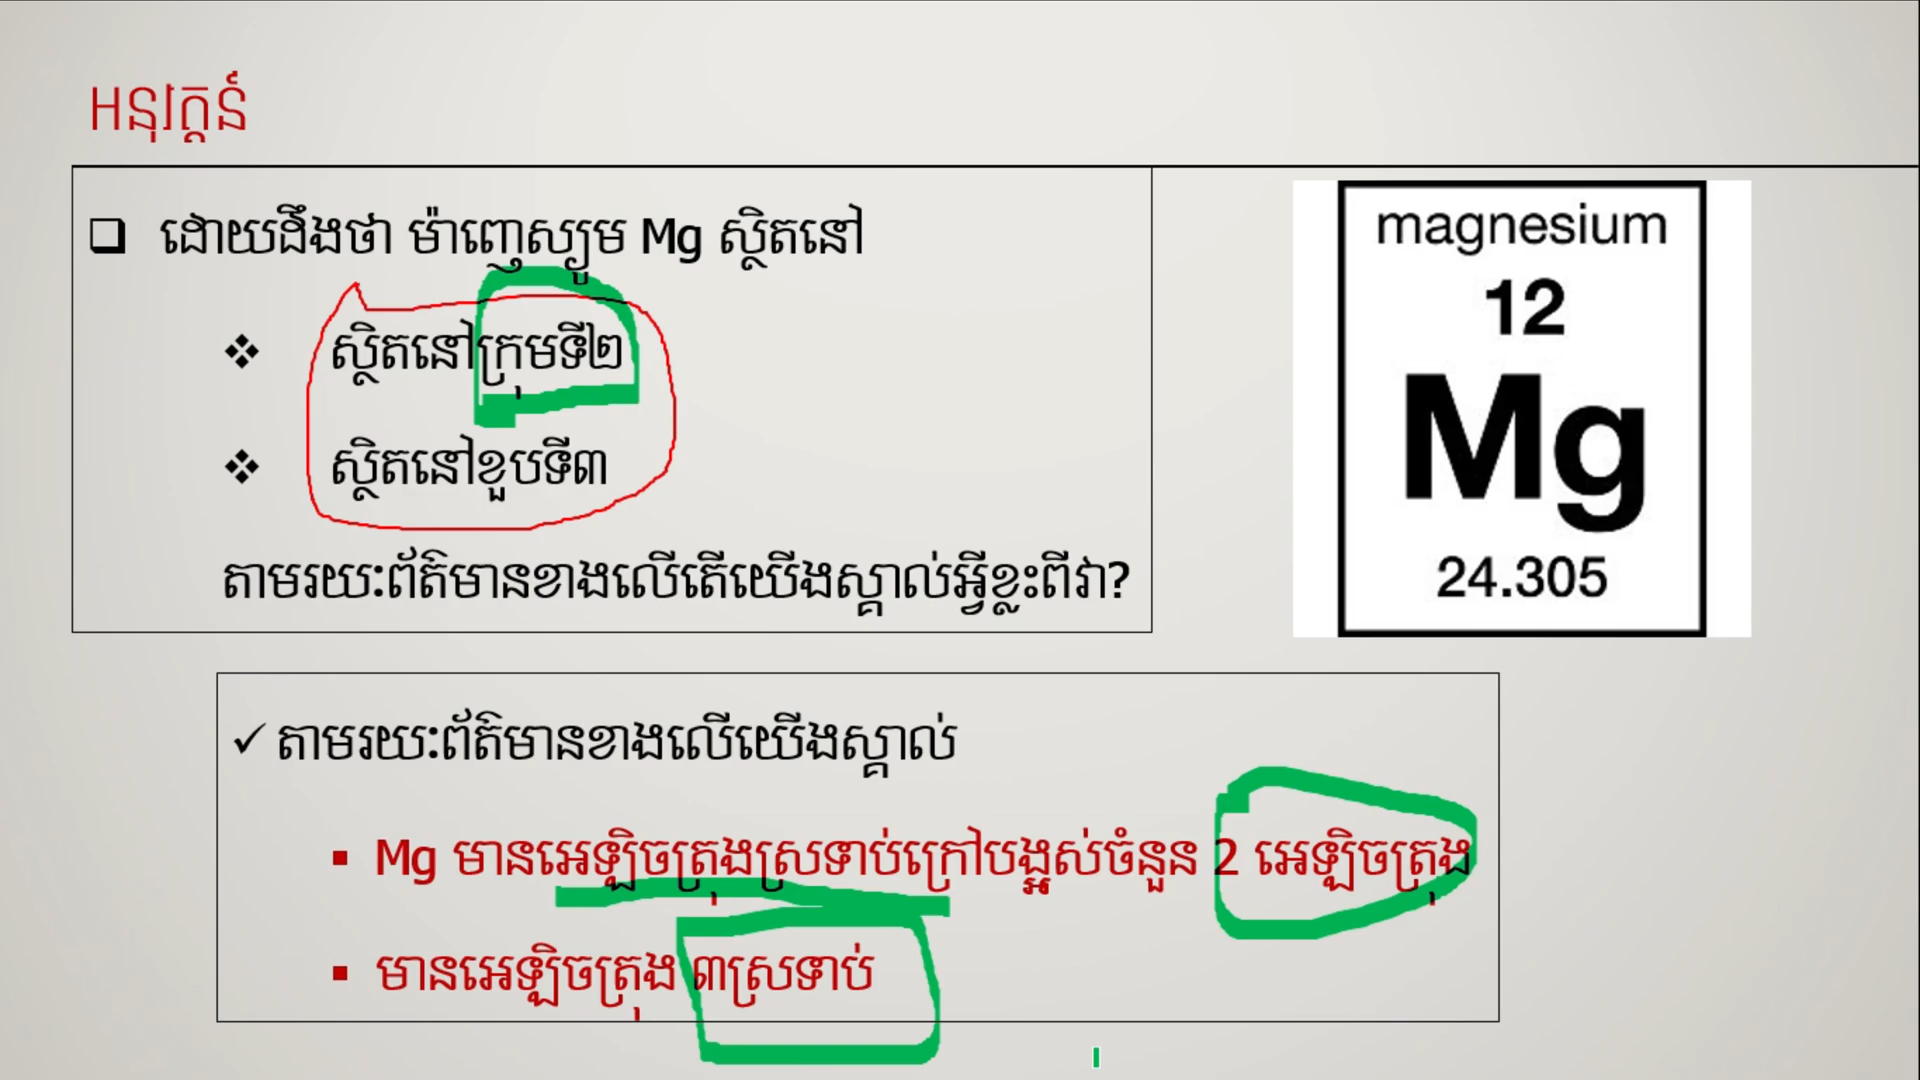 អនុវត្តន៍
ដោយដឹងថា ម៉ាញេស្យូម Mg ស្ថិតនៅ
ស្ថិតនៅក្រុមទី២
ស្ថិតនៅខួបទី៣
តាមរយៈព័ត៌មានខាងលើតើយើងស្គាល់អ្វីខ្លះពីវា?
magnesium
12
Mg
24.305
តាមរយៈព័ត៌មានខាងលើយើងស្គាល់
Mg មានអេឡិចត្រុងស្រទាប់ក្រៅបង្អស់ចំនួន 2 អេឡិចត្រុង
មានអេឡិចត្រុង ៣ស្រទាប់